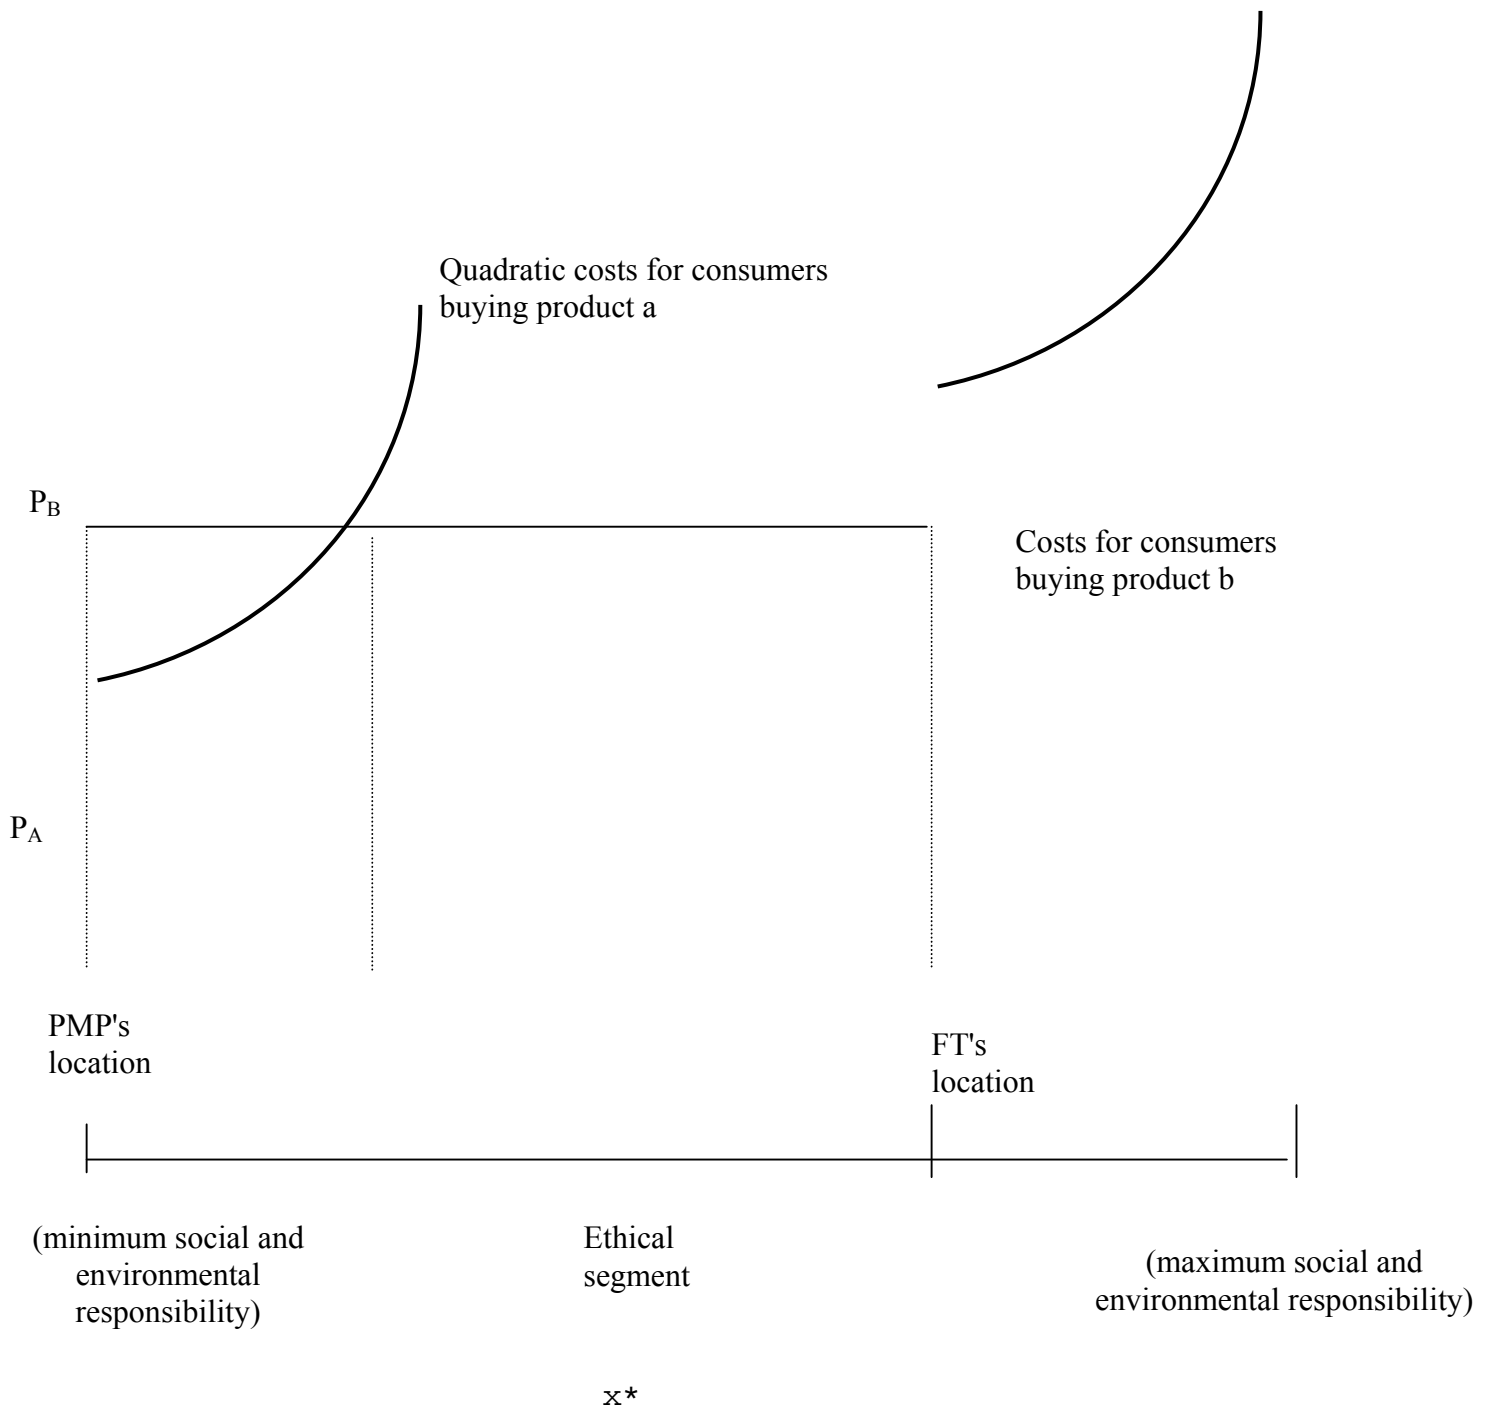 Quadratic costs for consumers
buying product a
P_B
Costs for consumers
buying product b
P_A
PMP's
location
FT's
location
(minimum social and
environmental
responsibility)
Ethical
segment
(maximum social and
environmental responsibility)
x*